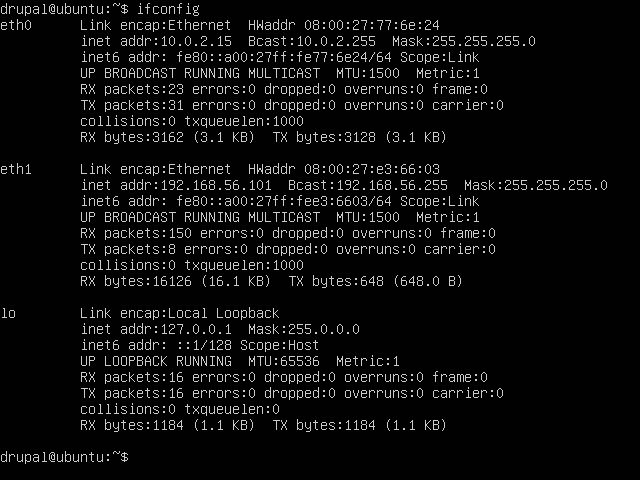 drupal@ubuntu:~$ ifconfig
eth0      Link encap:Ethernet  HWaddr 08:00:27:77:6e:24
          inet addr:10.0.2.15  Bcast:10.0.2.255  Mask:255.255.255.0
          inet6 addr: fe80::a00:27ff:fe77:6e24/64 Scope:Link
          UP BROADCAST RUNNING MULTICAST  MTU:1500  Metric:1
          RX packets:23 errors:0 dropped:0 overruns:0 frame:0
          TX packets:31 errors:0 dropped:0 overruns:0 carrier:0
          collisions:0 txqueuelen:1000
          RX bytes:3162 (3.1 KB)  TX bytes:3128 (3.1 KB)

eth1      Link encap:Ethernet  HWaddr 08:00:27:e3:66:03
          inet addr:192.168.56.101  Bcast:192.168.56.255  Mask:255.255.255.0
          inet6 addr: fe80::a00:27ff:fee3:6603/64 Scope:Link
          UP BROADCAST RUNNING MULTICAST  MTU:1500  Metric:1
          RX packets:150 errors:0 dropped:0 overruns:0 frame:0
          TX packets:8 errors:0 dropped:0 overruns:0 carrier:0
          collisions:0 txqueuelen:1000
          RX bytes:16126 (16.1 KB)  TX bytes:648 (648.0 B)

lo        Link encap:Local Loopback
          inet addr:127.0.0.1  Mask:255.0.0.0
          inet6 addr: ::1/128 Scope:Host
          UP LOOPBACK RUNNING  MTU:65536  Metric:1
          RX packets:16 errors:0 dropped:0 overruns:0 frame:0
          TX packets:16 errors:0 dropped:0 overruns:0 carrier:0
          collisions:0 txqueuelen:0
          RX bytes:1184 (1.1 KB)  TX bytes:1184 (1.1 KB)

drupal@ubuntu:~$